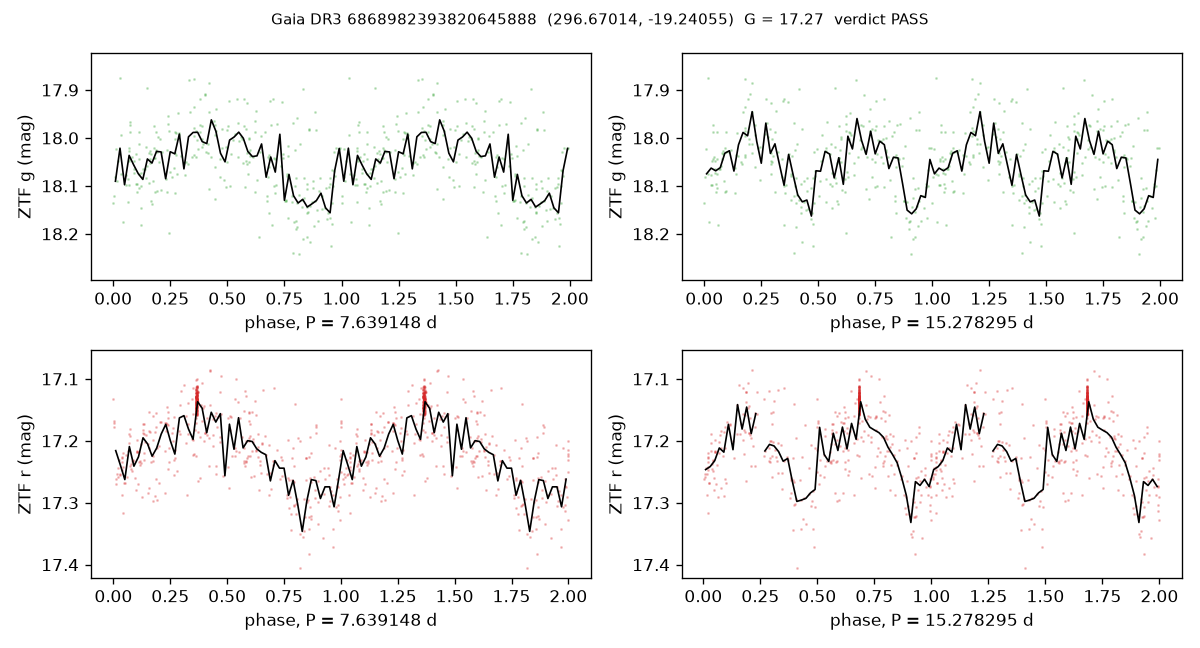 Gaia DR3 6868982393820645888  (296.67014, -19.24055)  G = 17.27  verdict PASS
ZTF g (mag)
17.9
18.0
18.1
18.2
0.00 0.25 0.50 0.75 1.00 1.25 1.50 1.75 2.00
phase, P = 7.639148 d
ZTF g (mag)
17.9
18.0
18.1
18.2
0.00 0.25 0.50 0.75 1.00 1.25 1.50 1.75 2.00
phase, P = 15.278295 d
ZTF r (mag)
17.1
17.2
17.3
17.4
0.00 0.25 0.50 0.75 1.00 1.25 1.50 1.75 2.00
phase, P = 7.639148 d
ZTF r (mag)
17.1
17.2
17.3
17.4
0.00 0.25 0.50 0.75 1.00 1.25 1.50 1.75 2.00
phase, P = 15.278295 d